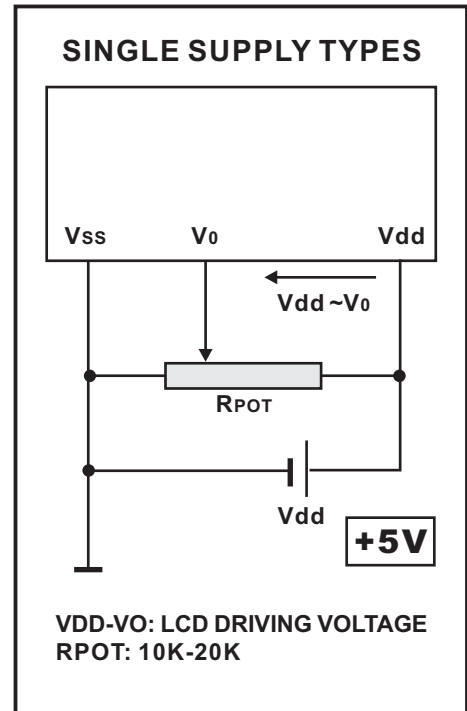 SINGLE SUPPLY TYPES
VSS V0 Vdd
Vdd ~V0
RPOT
Vdd
+5V
VDD-VO: LCD DRIVING VOLTAGE
RPOT: 10K-20K